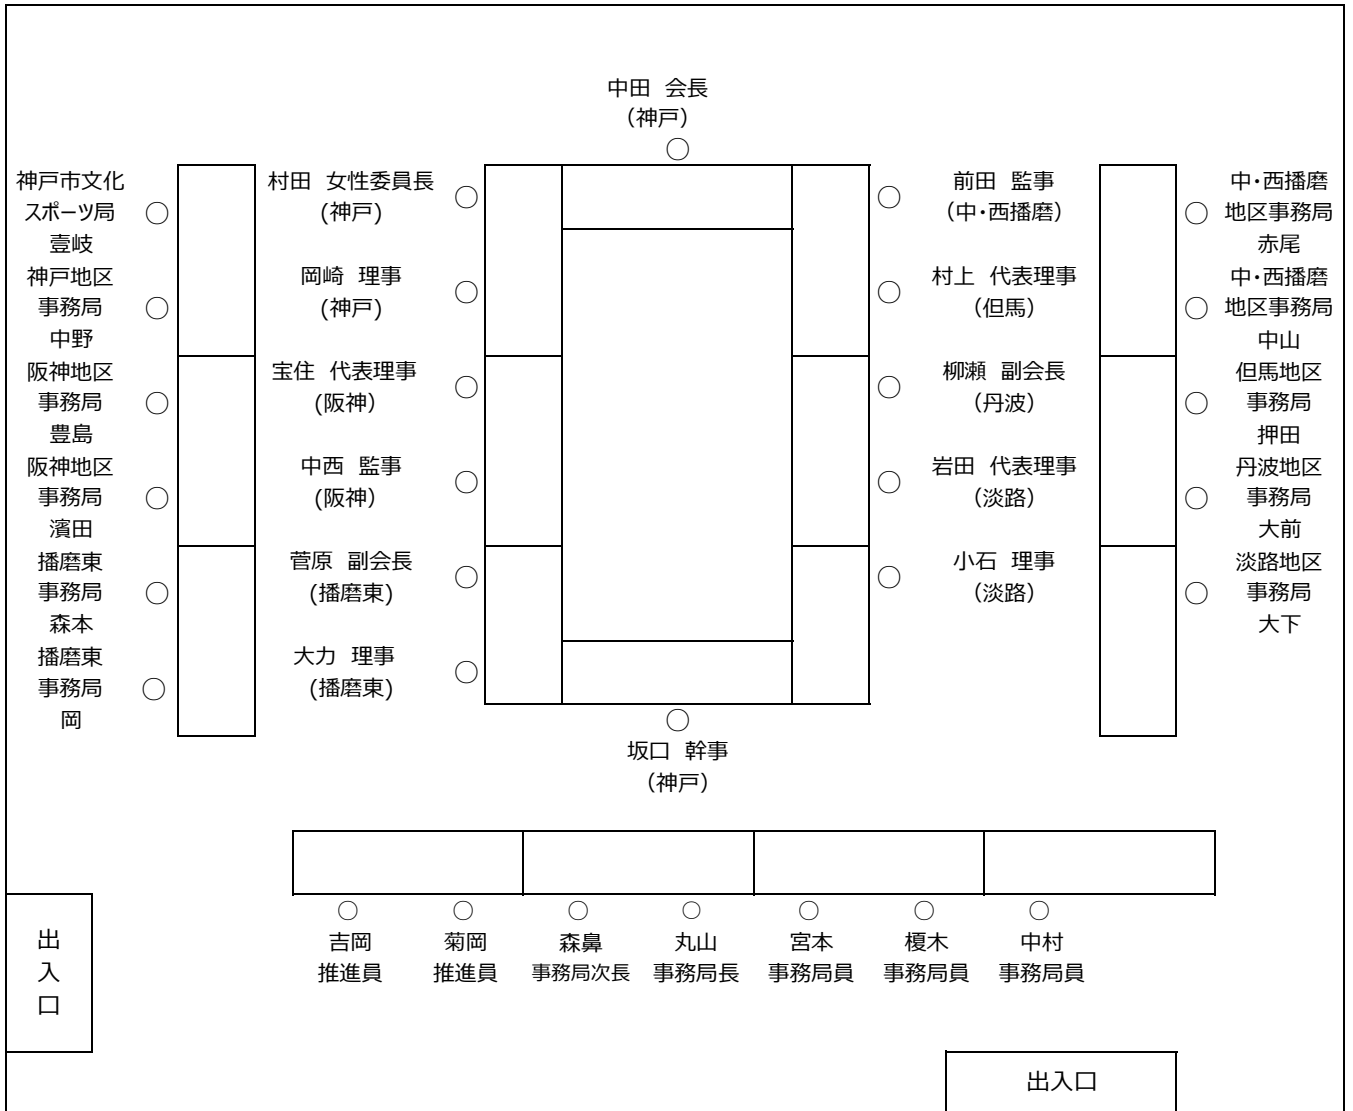 中田 会長
（神戸）
神戸市文化
スポーツ局
壹岐
神戸地区
事務局
中野
阪神地区
事務局
豊島
阪神地区
事務局
濱田
播磨東
事務局
森本
播磨東
事務局
岡
村田 女性委員長
(神戸)
岡崎 理事
(神戸)
宝住 代表理事
(阪神)
中西 監事
(阪神)
菅原 副会長
(播磨東)
大力 理事
(播磨東)
前田 監事
（中・西播磨）
村上 代表理事
（但馬）
柳瀬 副会長
（丹波）
岩田 代表理事
（淡路）
小石 理事
（淡路）
中・西播磨
地区事務局
赤尾
中・西播磨
地区事務局
中山
但馬地区
事務局
押田
丹波地区
事務局
大前
淡路地区
事務局
大下
坂口 幹事
（神戸）
吉岡
推進員
菊岡
推進員
森鼻
事務局次長
丸山
事務局長
宮本
事務局員
榎木
事務局員
中村
事務局員
出入口
出入口